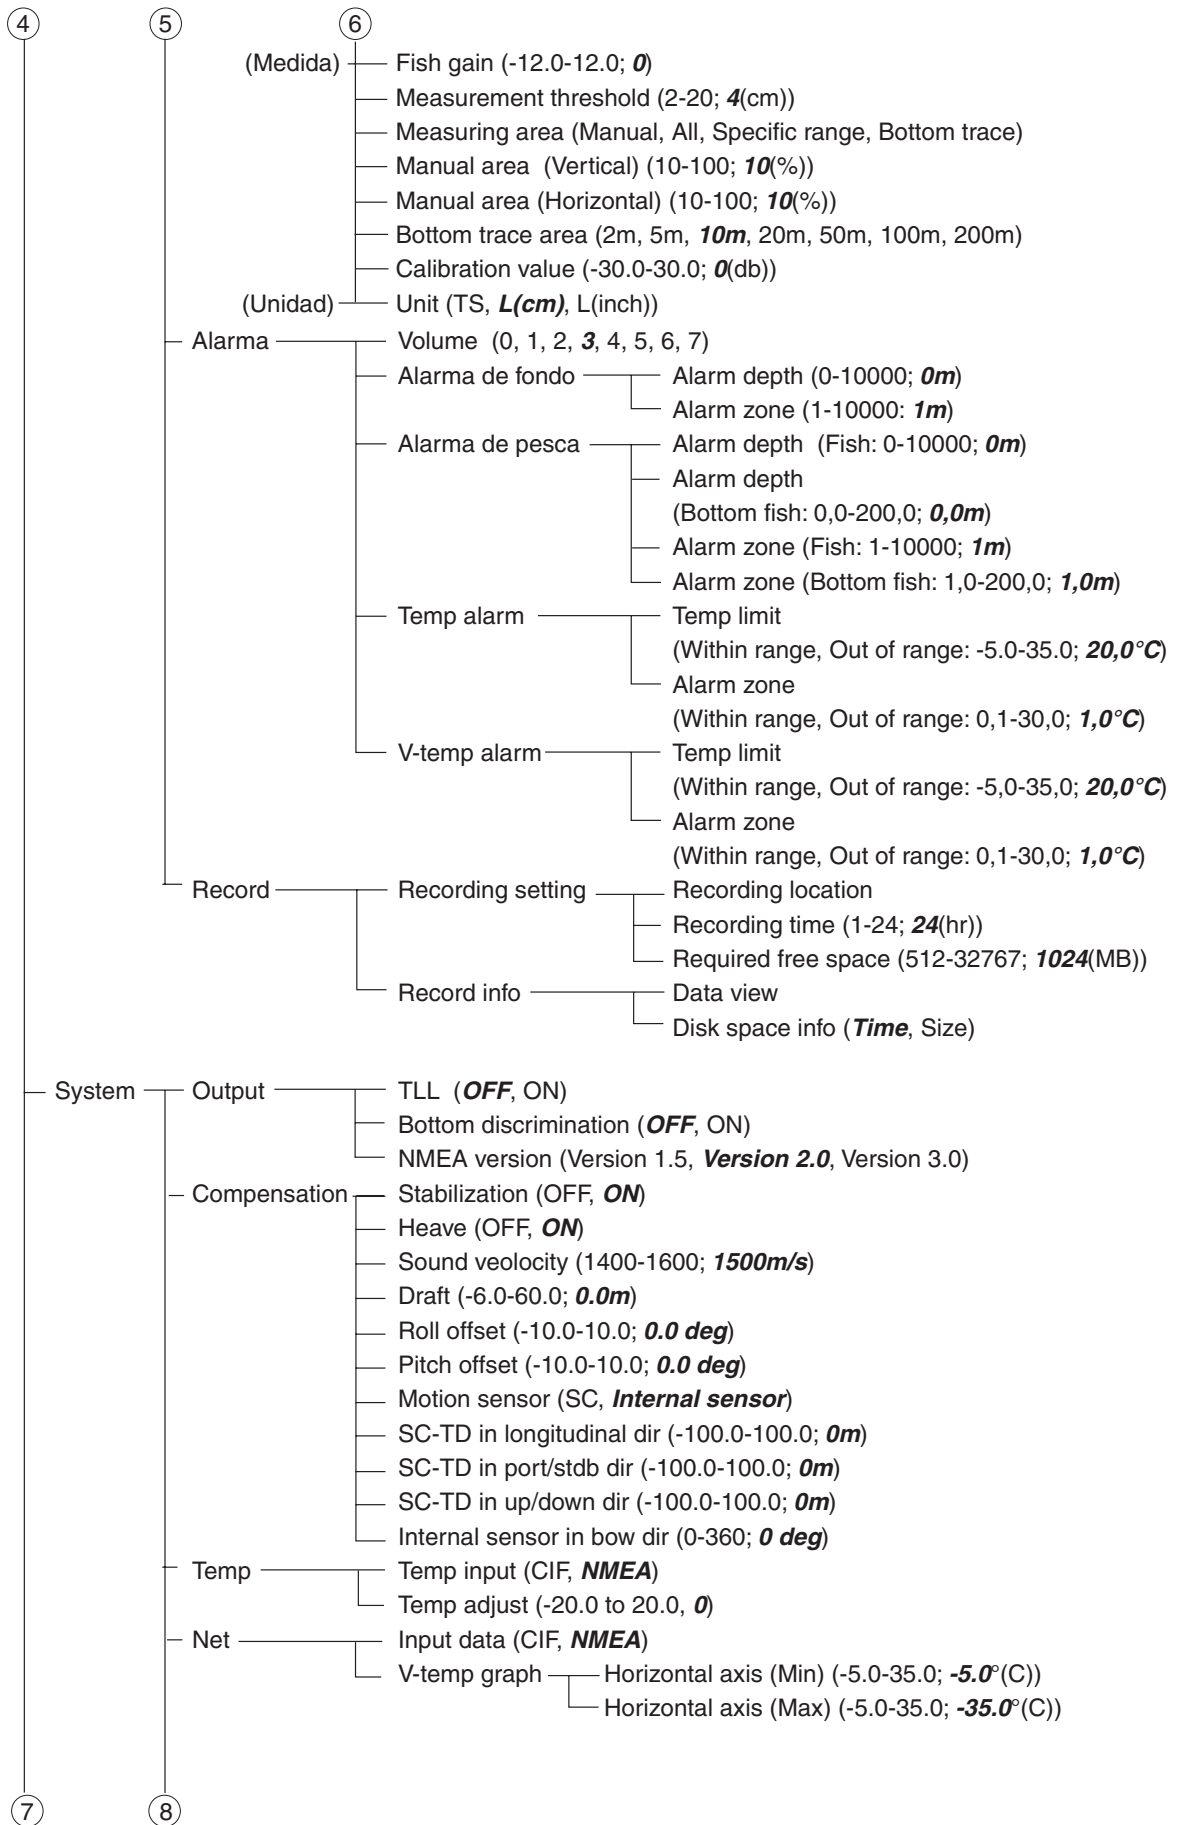 4 5 6
(Medida) Fish gain (-12.0-12.0; 0)
Measurement threshold (2-20; 4(cm))
Measuring area (Manual, All, Specific range, Bottom trace)
Manual area (Vertical) (10-100; 10(%))
Manual area (Horizontal) (10-100; 10(%))
Bottom trace area (2m, 5m, 10m, 20m, 50m, 100m, 200m)
Calibration value (-30.0-30.0; 0(db))
(Unidad) Unit (TS, L(cm), L(inch))
Alarma Volume (0, 1, 2, 3, 4, 5, 6, 7)
Alarma de fondo Alarm depth (0-10000; 0m)
Alarm zone (1-10000: 1m)
Alarma de pesca Alarm depth (Fish: 0-10000; 0m)
Alarm depth
(Bottom fish: 0,0-200,0; 0,0m)
Alarm zone (Fish: 1-10000; 1m)
Alarm zone (Bottom fish: 1,0-200,0; 1,0m)
Temp alarm Temp limit
(Within range, Out of range: -5.0-35.0; 20,0°C)
Alarm zone
(Within range, Out of range: 0,1-30,0; 1,0°C)
V-temp alarm Temp limit
(Within range, Out of range: -5,0-35,0; 20,0°C)
Alarm zone
(Within range, Out of range: 0,1-30,0; 1,0°C)
Record Recording setting Recording location
Recording time (1-24; 24(hr))
Required free space (512-32767; 1024(MB))
Record info Data view
Disk space info (Time, Size)
System Output TLL (OFF, ON)
Bottom discrimination (OFF, ON)
NMEA version (Version 1.5, Version 2.0, Version 3.0)
Compensation Stabilization (OFF, ON)
Heave (OFF, ON)
Sound veolocity (1400-1600; 1500m/s)
Draft (-6.0-60.0; 0.0m)
Roll offset (-10.0-10.0; 0.0 deg)
Pitch offset (-10.0-10.0; 0.0 deg)
Motion sensor (SC, Internal sensor)
SC-TD in longitudinal dir (-100.0-100.0; 0m)
SC-TD in port/stdb dir (-100.0-100.0; 0m)
SC-TD in up/down dir (-100.0-100.0; 0m)
Internal sensor in bow dir (0-360; 0 deg)
Temp Temp input (CIF, NMEA)
Temp adjust (-20.0 to 20.0, 0)
Net Input data (CIF, NMEA)
V-temp graph Horizontal axis (Min) (-5.0-35.0; -5.0°(C))
Horizontal axis (Max) (-5.0-35.0; -35.0°(C))
7 8